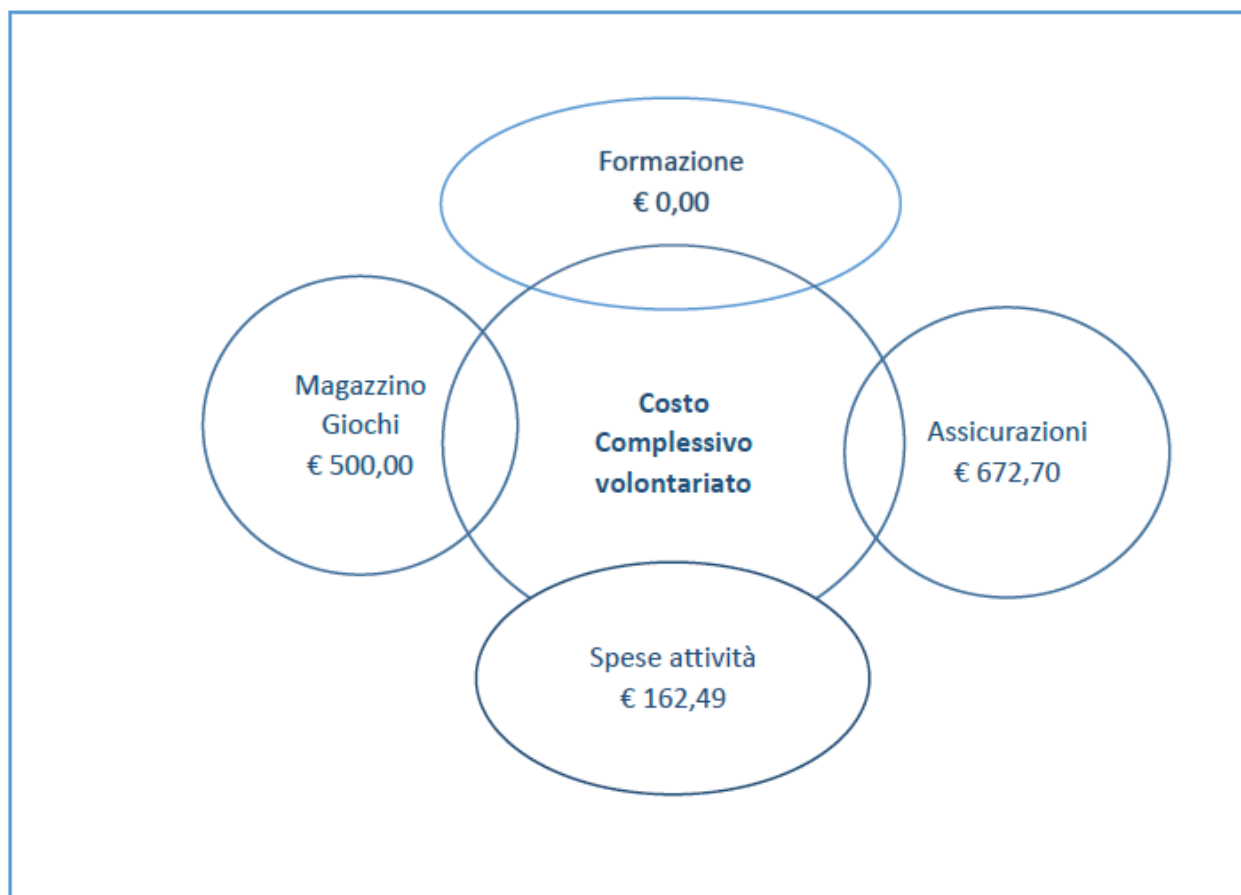 Formazione
€ 0,00
Magazzino
Giochi
€ 500,00
Costo
Complessivo
volontariato
Assicurazioni
€ 672,70
Spese attività
€ 162,49